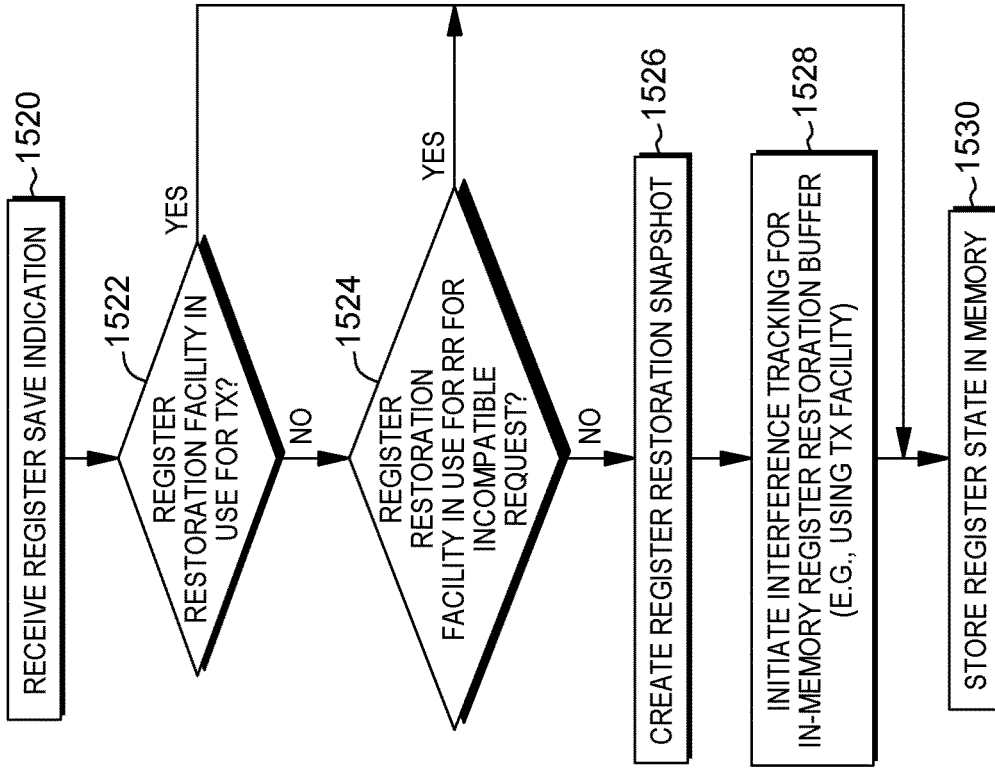 RECEIVE REGISTER SAVE INDICATION
1520
REGISTER
RESTORATION FACILITY IN
USE FOR TX?
1522
YES
NO
REGISTER
RESTORATION
FACILITY IN USE FOR RR FOR
INCOMPATIBLE
REQUEST?
1524
YES
NO
CREATE REGISTER RESTORATION SNAPSHOT
1526
INITIATE INTERFERENCE TRACKING FOR
IN-MEMORY REGISTER RESTORATION BUFFER
(E.G., USING TX FACILITY)
1528
STORE REGISTER STATE IN MEMORY
1530